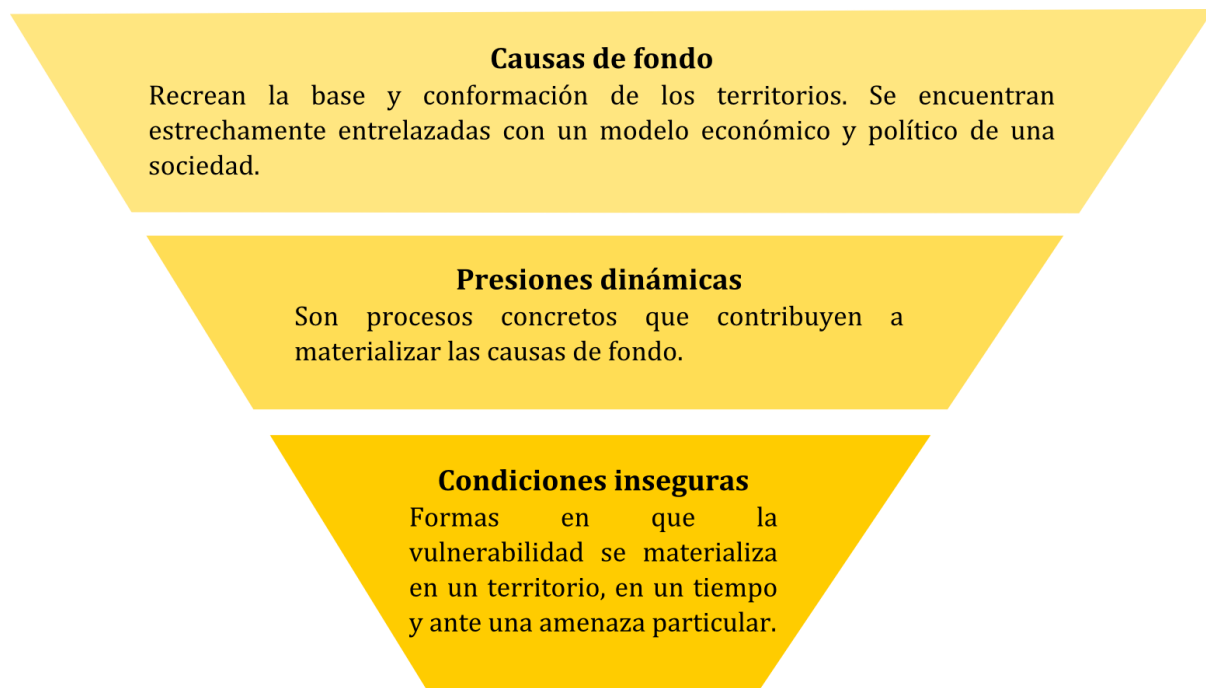 Causas de fondo
Recrean la base y conformación de los territorios. Se encuentran
estrechamente entrelazadas con un modelo económico y político de una
sociedad.
Presiones dinámicas
Son procesos concretos que contribuyen a
materializar las causas de fondo.
Condiciones inseguras
Formas en que la
vulnerabilidad se materializa
en un territorio, en un tiempo
y ante una amenaza particular.